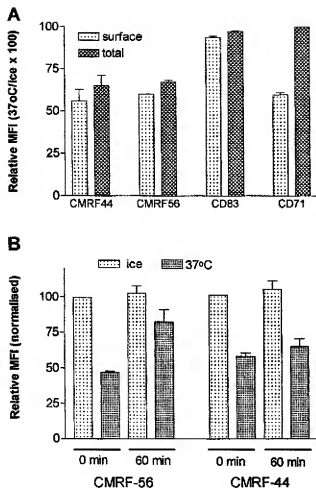 A
Relative MFI (37oC/ice x 100)
100
75
50
25
0
surface
total
CMRF44
CMRF56
CD83
CD71
B
Relative MFI (normalised)
ice
37ºC
100
75
50
25
0
0 min
60 min
0 min
60 min
CMRF-56
CMRF-44